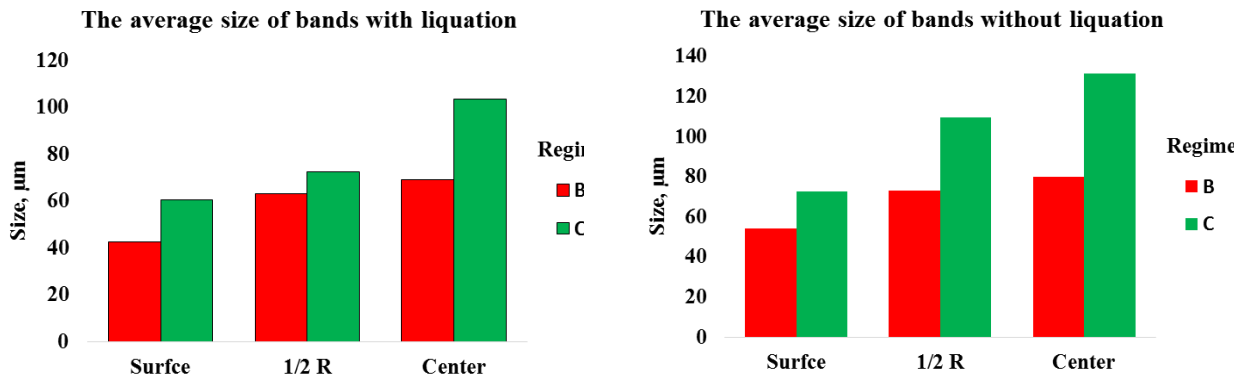 The average size of bands with liquation
120
100
80
60
40
20
0
Size, µm
Surfce 1/2 R Center
Regi
B
C
The average size of bands without liquation
140
120
100
80
60
40
20
0
Size, µm
Surfce 1/2 R Center
Regime
B
C